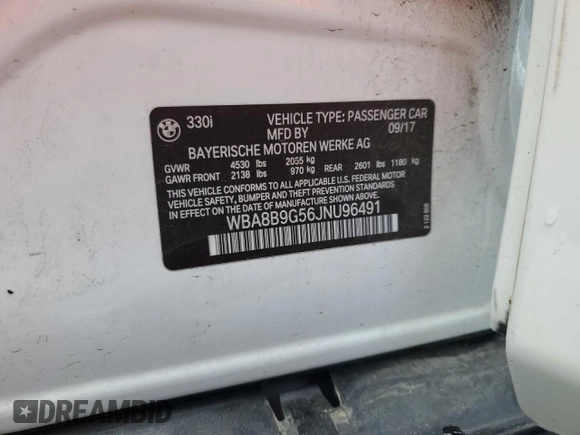 BMW
330i
VEHICLE TYPE: PASSENGER CAR
MFD BY 09/17
BAYERISCHE MOTOREN WERKE AG
GVWR 4530 lbs 2055 kg
GAWR FRONT 2138 lbs 970 kg REAR 2601 lbs 1180 kg
THIS VEHICLE CONFORMS TO ALL APPLICABLE U.S. FEDERAL MOTOR
VEHICLE SAFETY, BUMPER, AND THEFT PREVENTION STANDARDS IN
EFFECT ON THE DATE OF MANUFACTURE SHOWN ABOVE.
WBA8B9G56JNU96491
DREAMBID